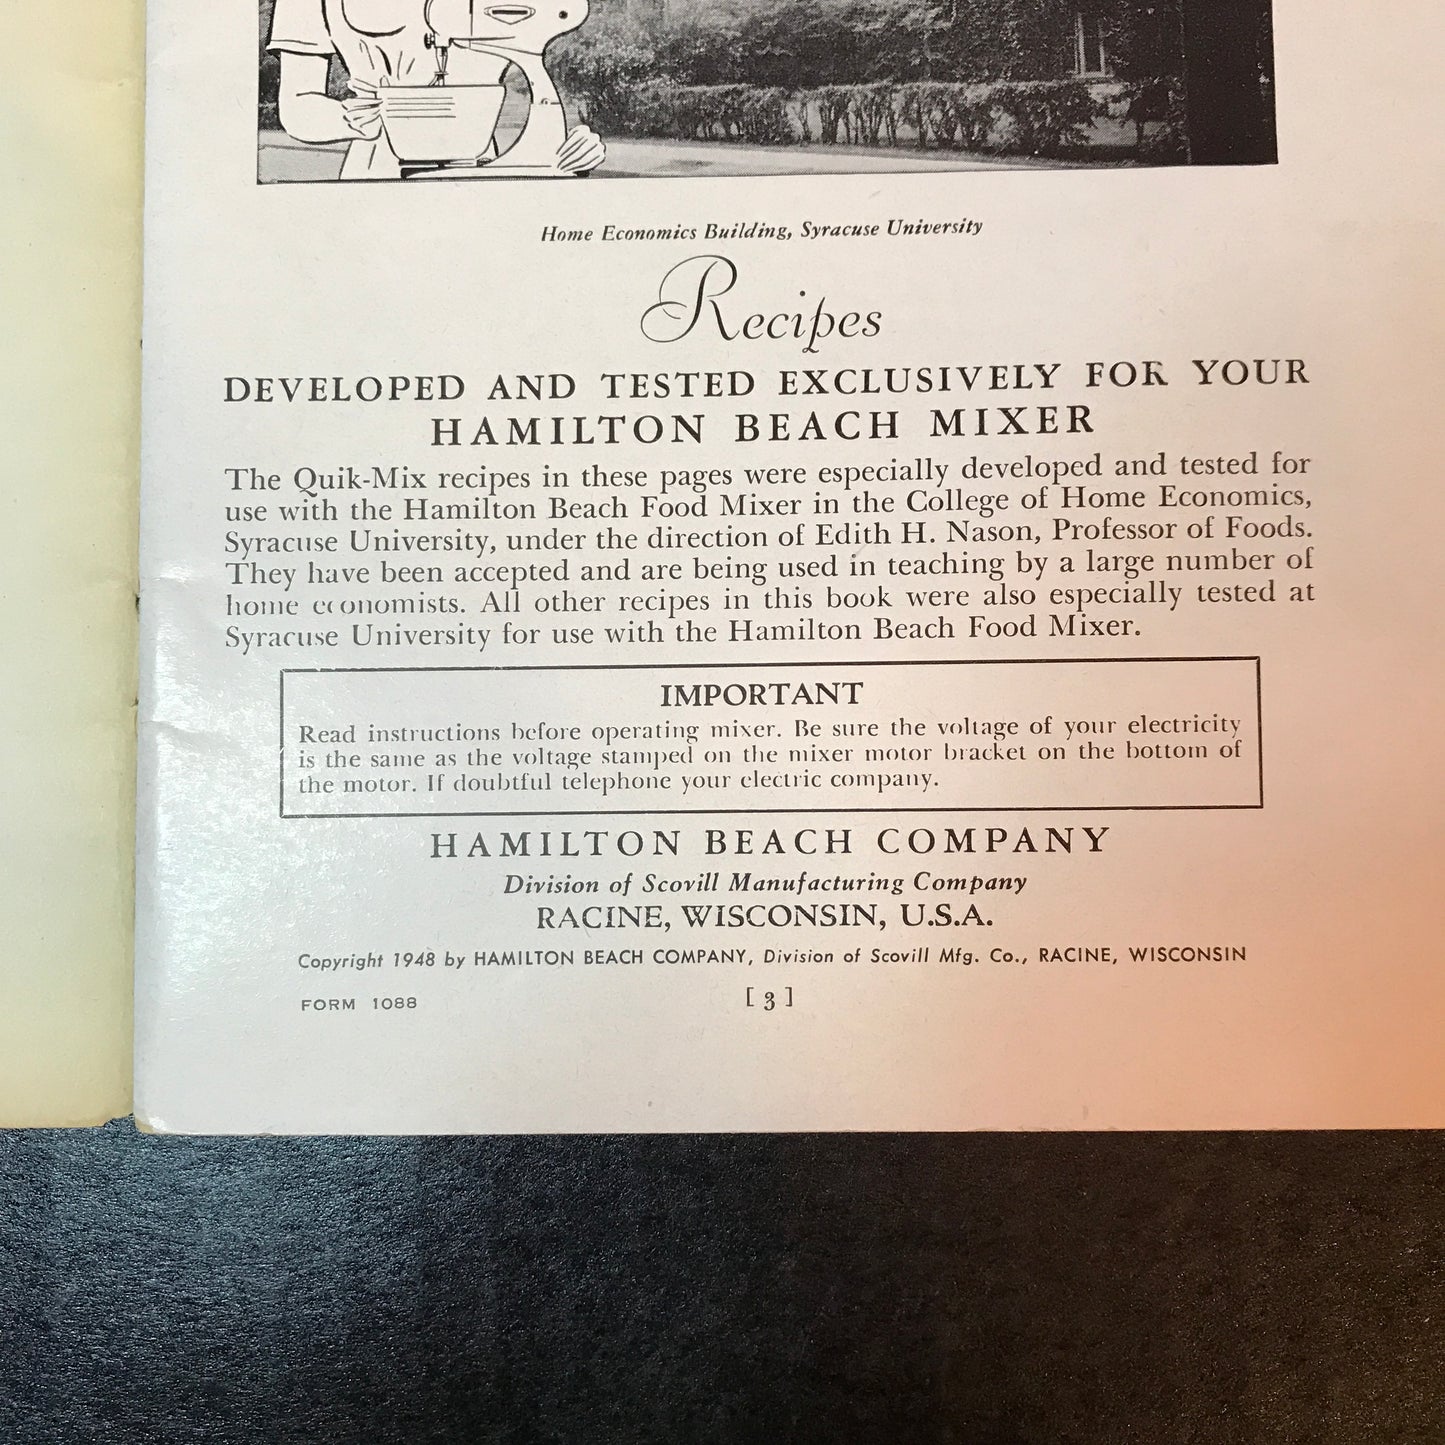 Home Economics Building, Syracuse University
Recipes
DEVELOPED AND TESTED EXCLUSIVELY FOR YOUR
HAMILTON BEACH MIXER
The Quik-Mix recipes in these pages were especially developed and tested for
use with the Hamilton Beach Food Mixer in the College of Home Economics,
Syracuse University, under the direction of Edith H. Nason, Professor of Foods.
They have been accepted and are being used in teaching by a large number of
home economists. All other recipes in this book were also especially tested at
Syracuse University for use with the Hamilton Beach Food Mixer.
IMPORTANT
Read instructions before operating mixer. Be sure the voltage of your electricity
is the same as the voltage stamped on the mixer motor bracket on the bottom of
the motor. If doubtful telephone your electric company.
HAMILTON BEACH COMPANY
Division of Scovill Manufacturing Company
RACINE, WISCONSIN, U.S.A.
Copyright 1948 by HAMILTON BEACH COMPANY, Division of Scovill Mfg. Co., RACINE, WISCONSIN
FORM 1088 [ 3 ]